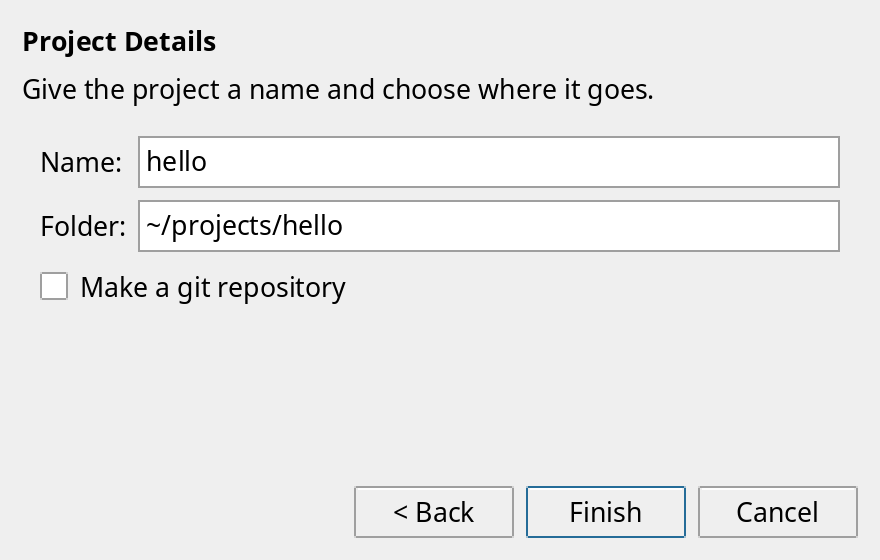 Project Details
Give the project a name and choose where it goes.
Name: hello
Folder: ~/projects/hello
Make a git repository
< Back Finish Cancel